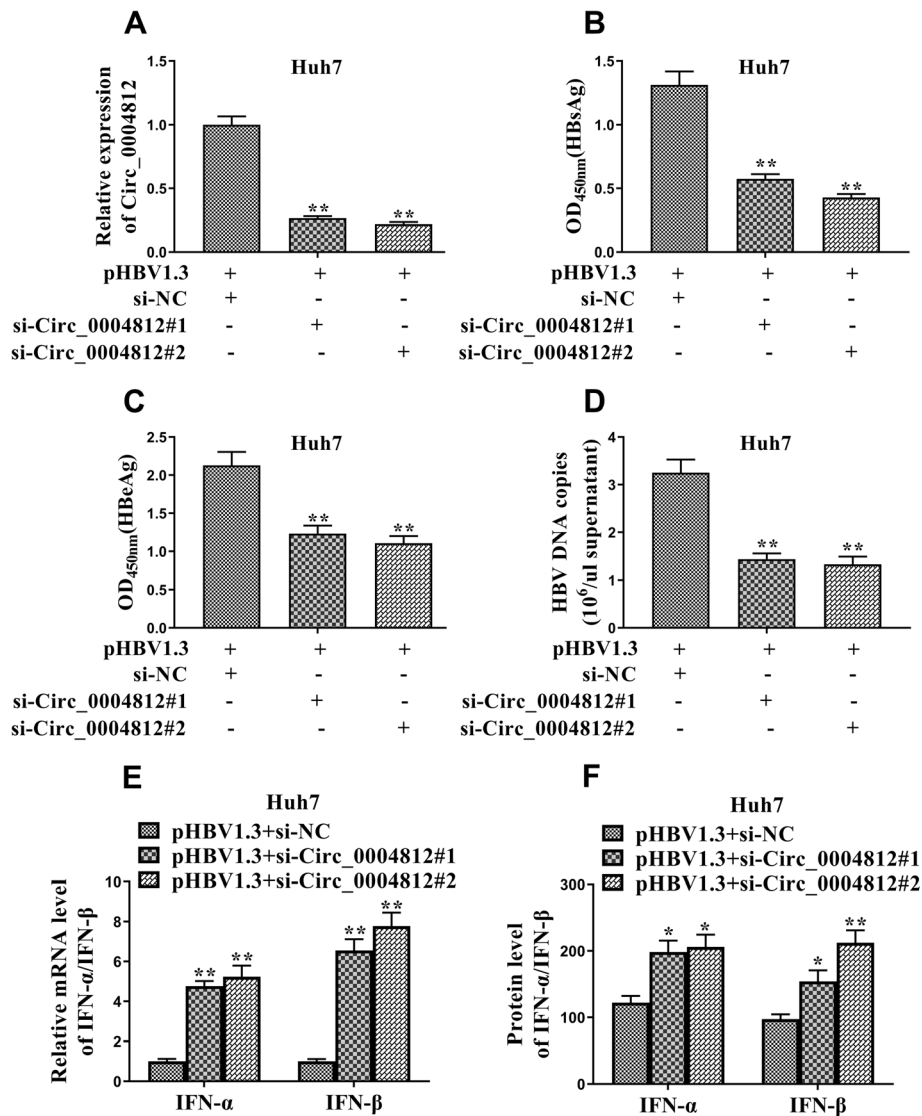 A
Huh7
Relative expression
of Circ_0004812
1.5
1.0
0.5
0.0
** **
pHBV1.3 + + +
si-NC + - -
si-Circ_0004812#1 - + -
si-Circ_0004812#2 - - +
B
Huh7
OD450nm(HBsAg)
1.5
1.0
0.5
0.0
** **
pHBV1.3 + + +
si-NC + - -
si-Circ_0004812#1 - + -
si-Circ_0004812#2 - - +
C
Huh7
OD450nm(HBeAg)
2.5
2.0
1.5
1.0
0.5
0.0
** **
pHBV1.3 + + +
si-NC + - -
si-Circ_0004812#1 - + -
si-Circ_0004812#2 - - +
D
Huh7
HBV DNA copies
(10^6/ul supernatant)
4
3
2
1
0
** **
pHBV1.3 + + +
si-NC + - -
si-Circ_0004812#1 - + -
si-Circ_0004812#2 - - +
E
Huh7
pHBV1.3+si-NC
pHBV1.3+si-Circ_0004812#1
pHBV1.3+si-Circ_0004812#2
Relative mRNA level
of IFN-α/IFN-β
8
6
4
2
0
** ** ** **
IFN-α IFN-β
F
Huh7
pHBV1.3+si-NC
pHBV1.3+si-Circ_0004812#1
pHBV1.3+si-Circ_0004812#2
Protein level
of IFN-α/IFN-β
300
200
100
0
* * * **
IFN-α IFN-β